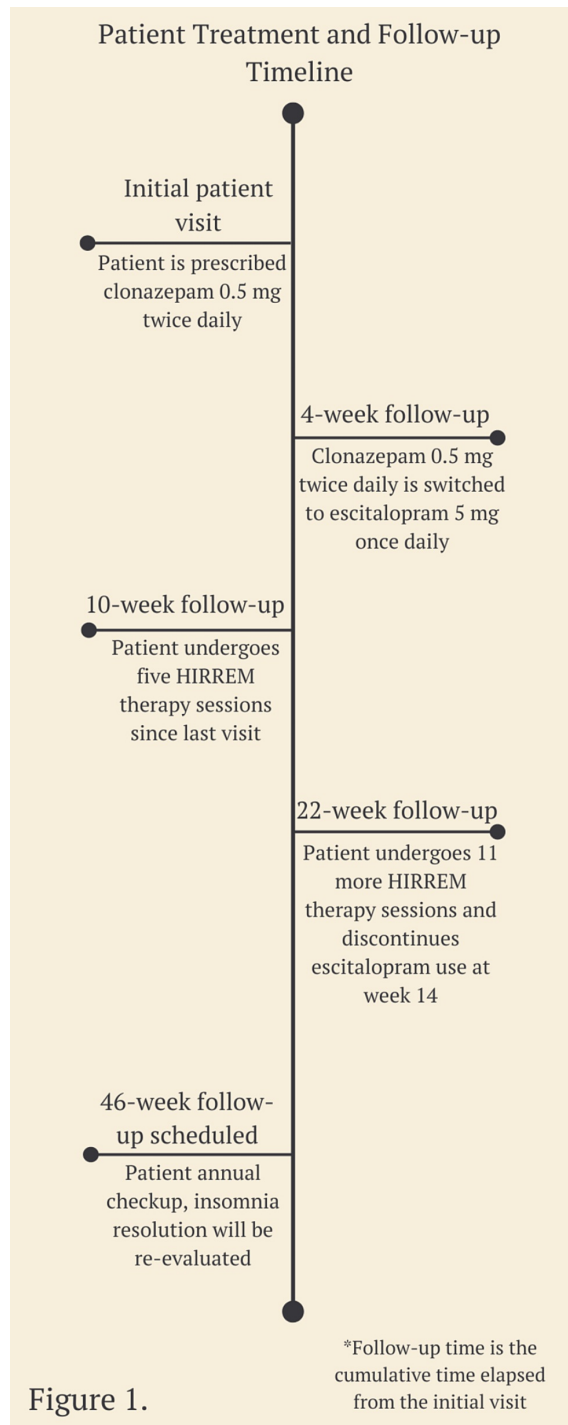 Patient Treatment and Follow-up
Timeline
Initial patient
visit
Patient is prescribed
clonazepam 0.5 mg
twice daily
4-week follow-up
Clonazepam 0.5 mg
twice daily is switched
to escitalopram 5 mg
once daily
10-week follow-up
Patient undergoes
five HIRREM
therapy sessions
since last visit
22-week follow-up
Patient undergoes 11
more HIRREM
therapy sessions and
discontinues
escitalopram use at
week 14
46-week follow-
up scheduled
Patient annual
checkup, insomnia
resolution will be
re-evaluated
*Follow-up time is the
cumulative time elapsed
from the initial visit
Figure 1.